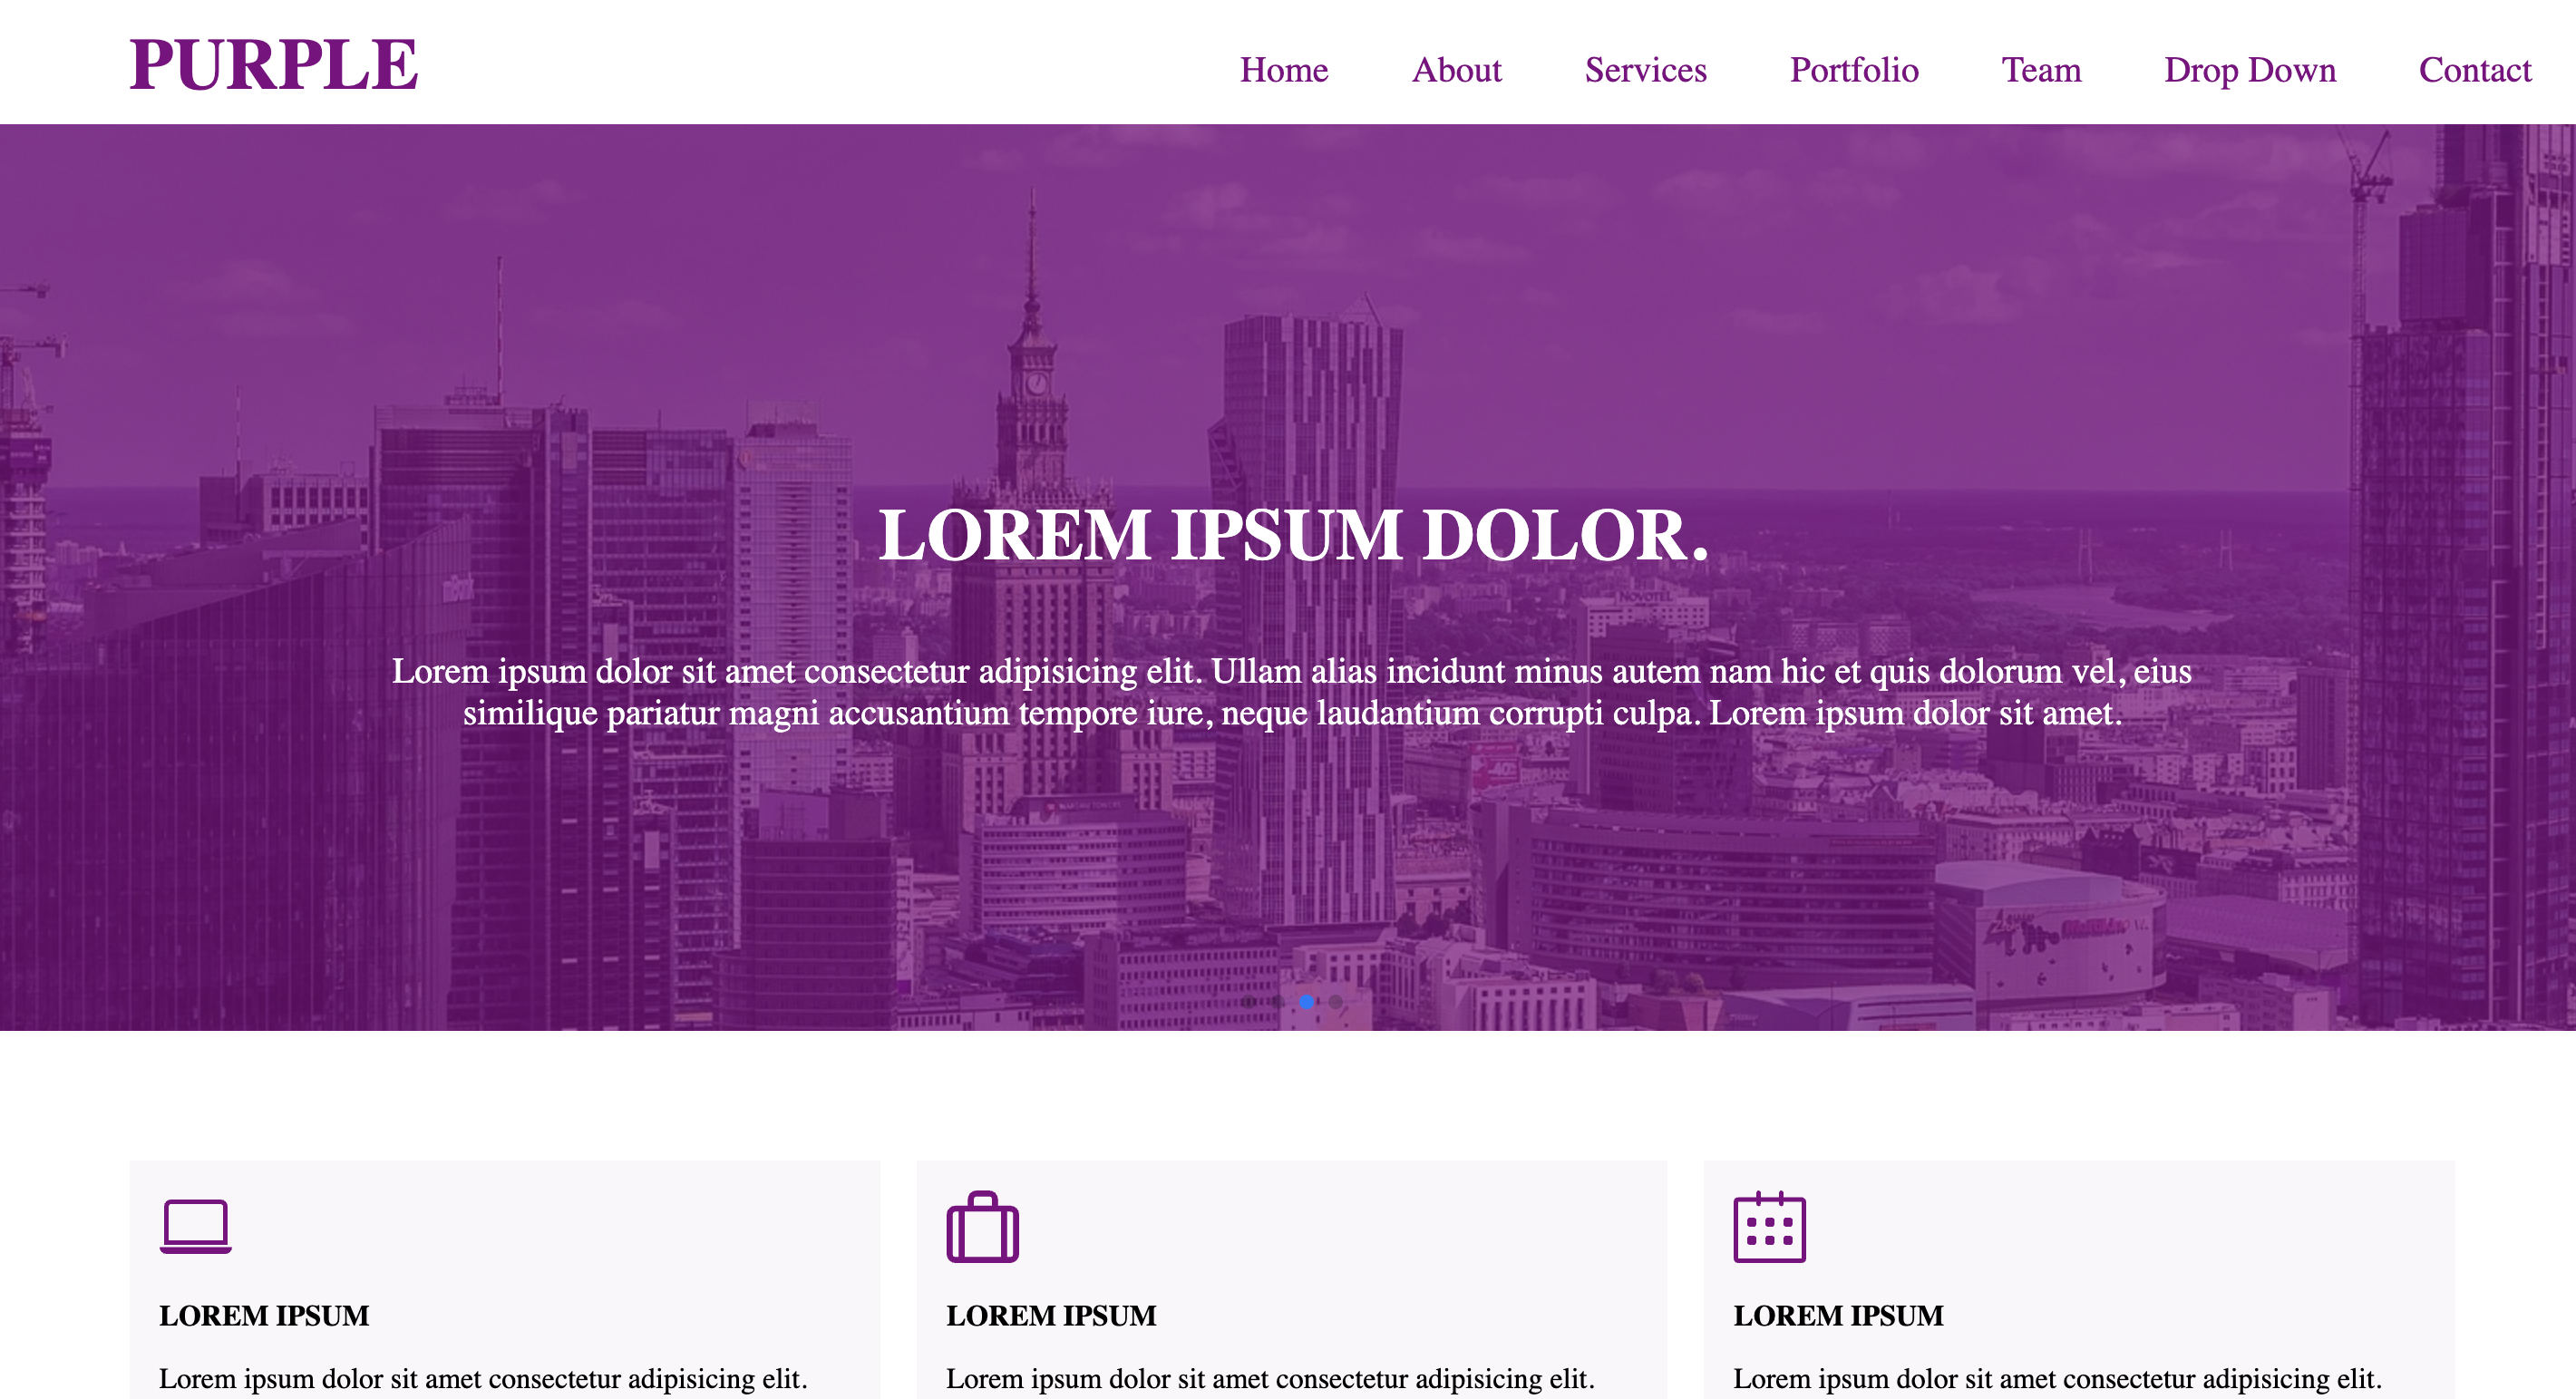 PURPLE
Home About Services Portfolio Team Drop Down Contact
LOREM IPSUM DOLOR.
NOVOTEL
Lorem ipsum dolor sit amet consectetur adipisicing elit. Ullam alias incidunt minus autem nam hic et quis dolorum vel, eius
similique pariatur magni accusantium tempore iure, neque laudantium corrupti culpa. Lorem ipsum dolor sit amet.
LOREM IPSUM
Lorem ipsum dolor sit amet consectetur adipisicing elit.
LOREM IPSUM
Lorem ipsum dolor sit amet consectetur adipisicing elit.
LOREM IPSUM
Lorem ipsum dolor sit amet consectetur adipisicing elit.